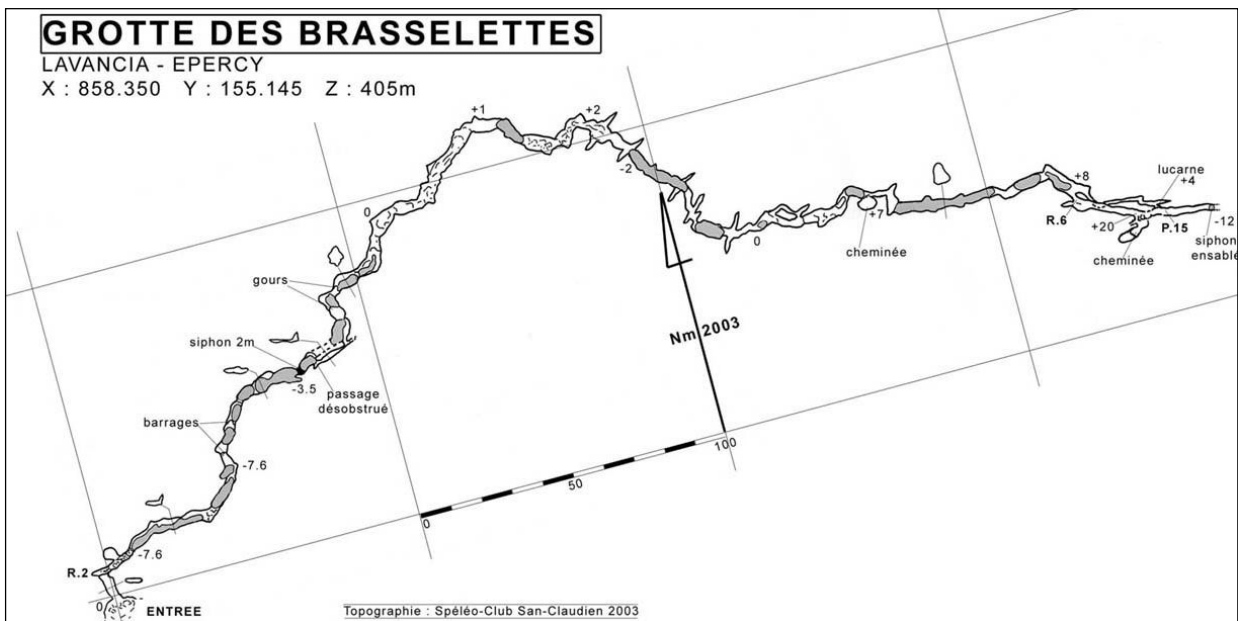 GROTTE DES BRASSELETTES
LAVANCIA - EPERCY
X : 858.350 Y : 155.145 Z : 405m
+1
+2
-2
0
+7
cheminée
0
+8
lucarne
+4
R.6
+20
P.15
-12
cheminée
siphon
ensablé
gours
siphon 2m
-3.5
passage
désobstrué
barrages
-7.6
Nm 2003
0
50
100
-7.6
R.2
0
ENTREE
Topographie : Spéléo-Club San-Claudien 2003